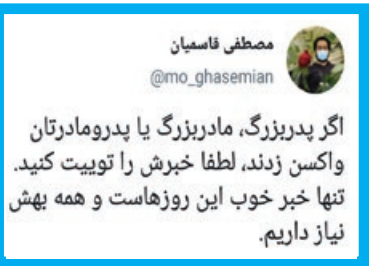 مصطفی قاسمیان
@mo_ghasemian
اگر پدربزرگ، مادربزرگ یا پدرومادرتان
واکسن زدند، لطفا خبرش را توییت کنید.
تنها خبر خوب این روزهاست و همه بهش
نیاز داریم.